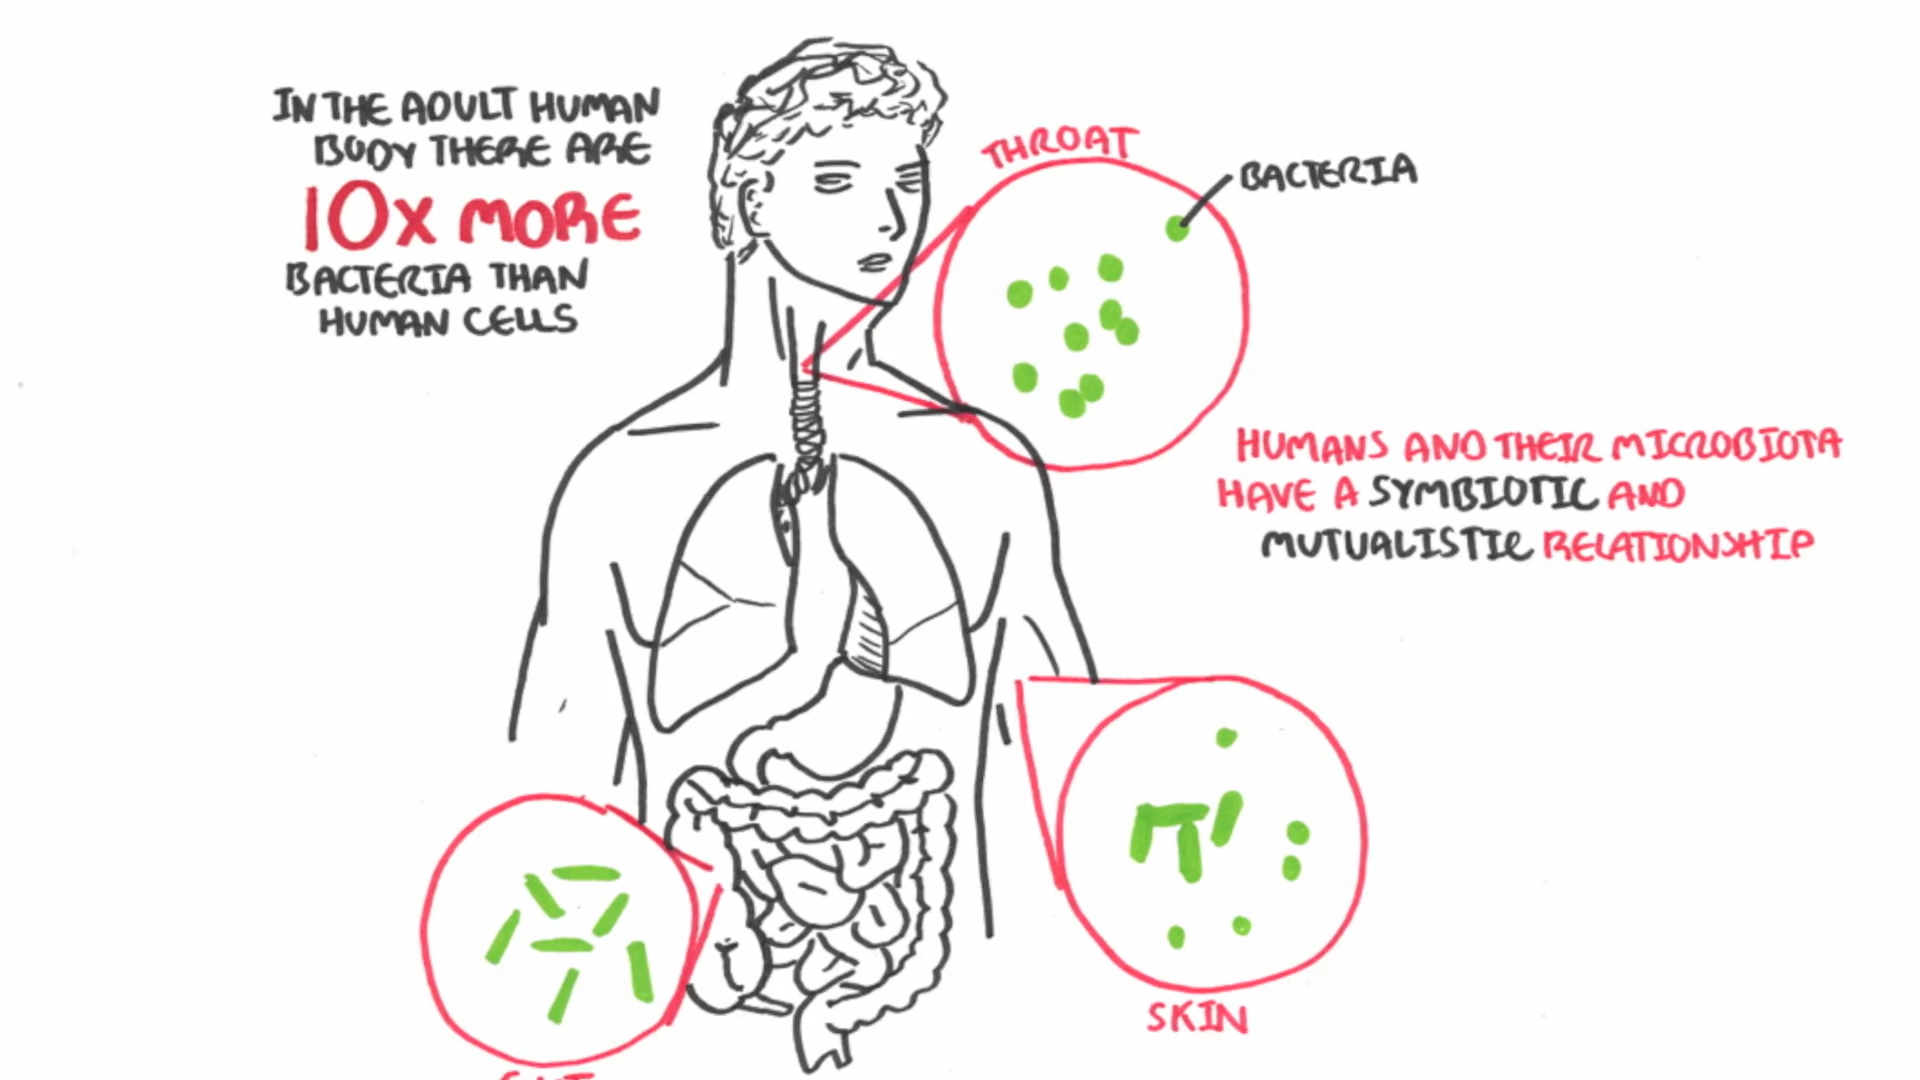 IN THE ADULT HUMAN
BODY THERE ARE
10X MORE
BACTERIA THAN
HUMAN CELLS
THROAT
BACTERIA
HUMANS AND THEIR MICROBIOTA
HAVE A SYMBIOTIC AND
MUTUALISTIC RELATIONSHIP
SKIN